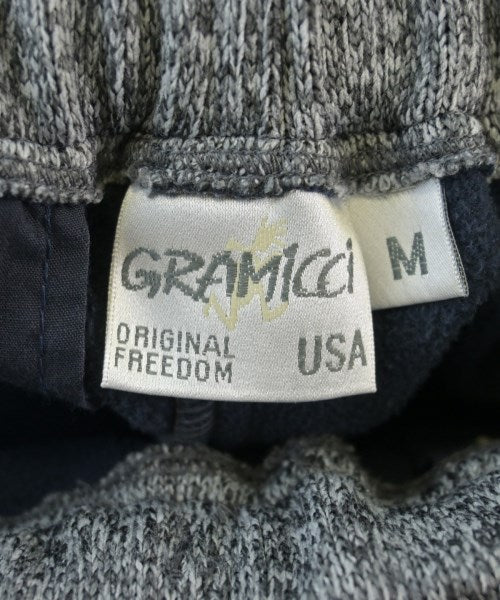 GRAMiCCi
M
ORIGINAL
FREEDOM
USA